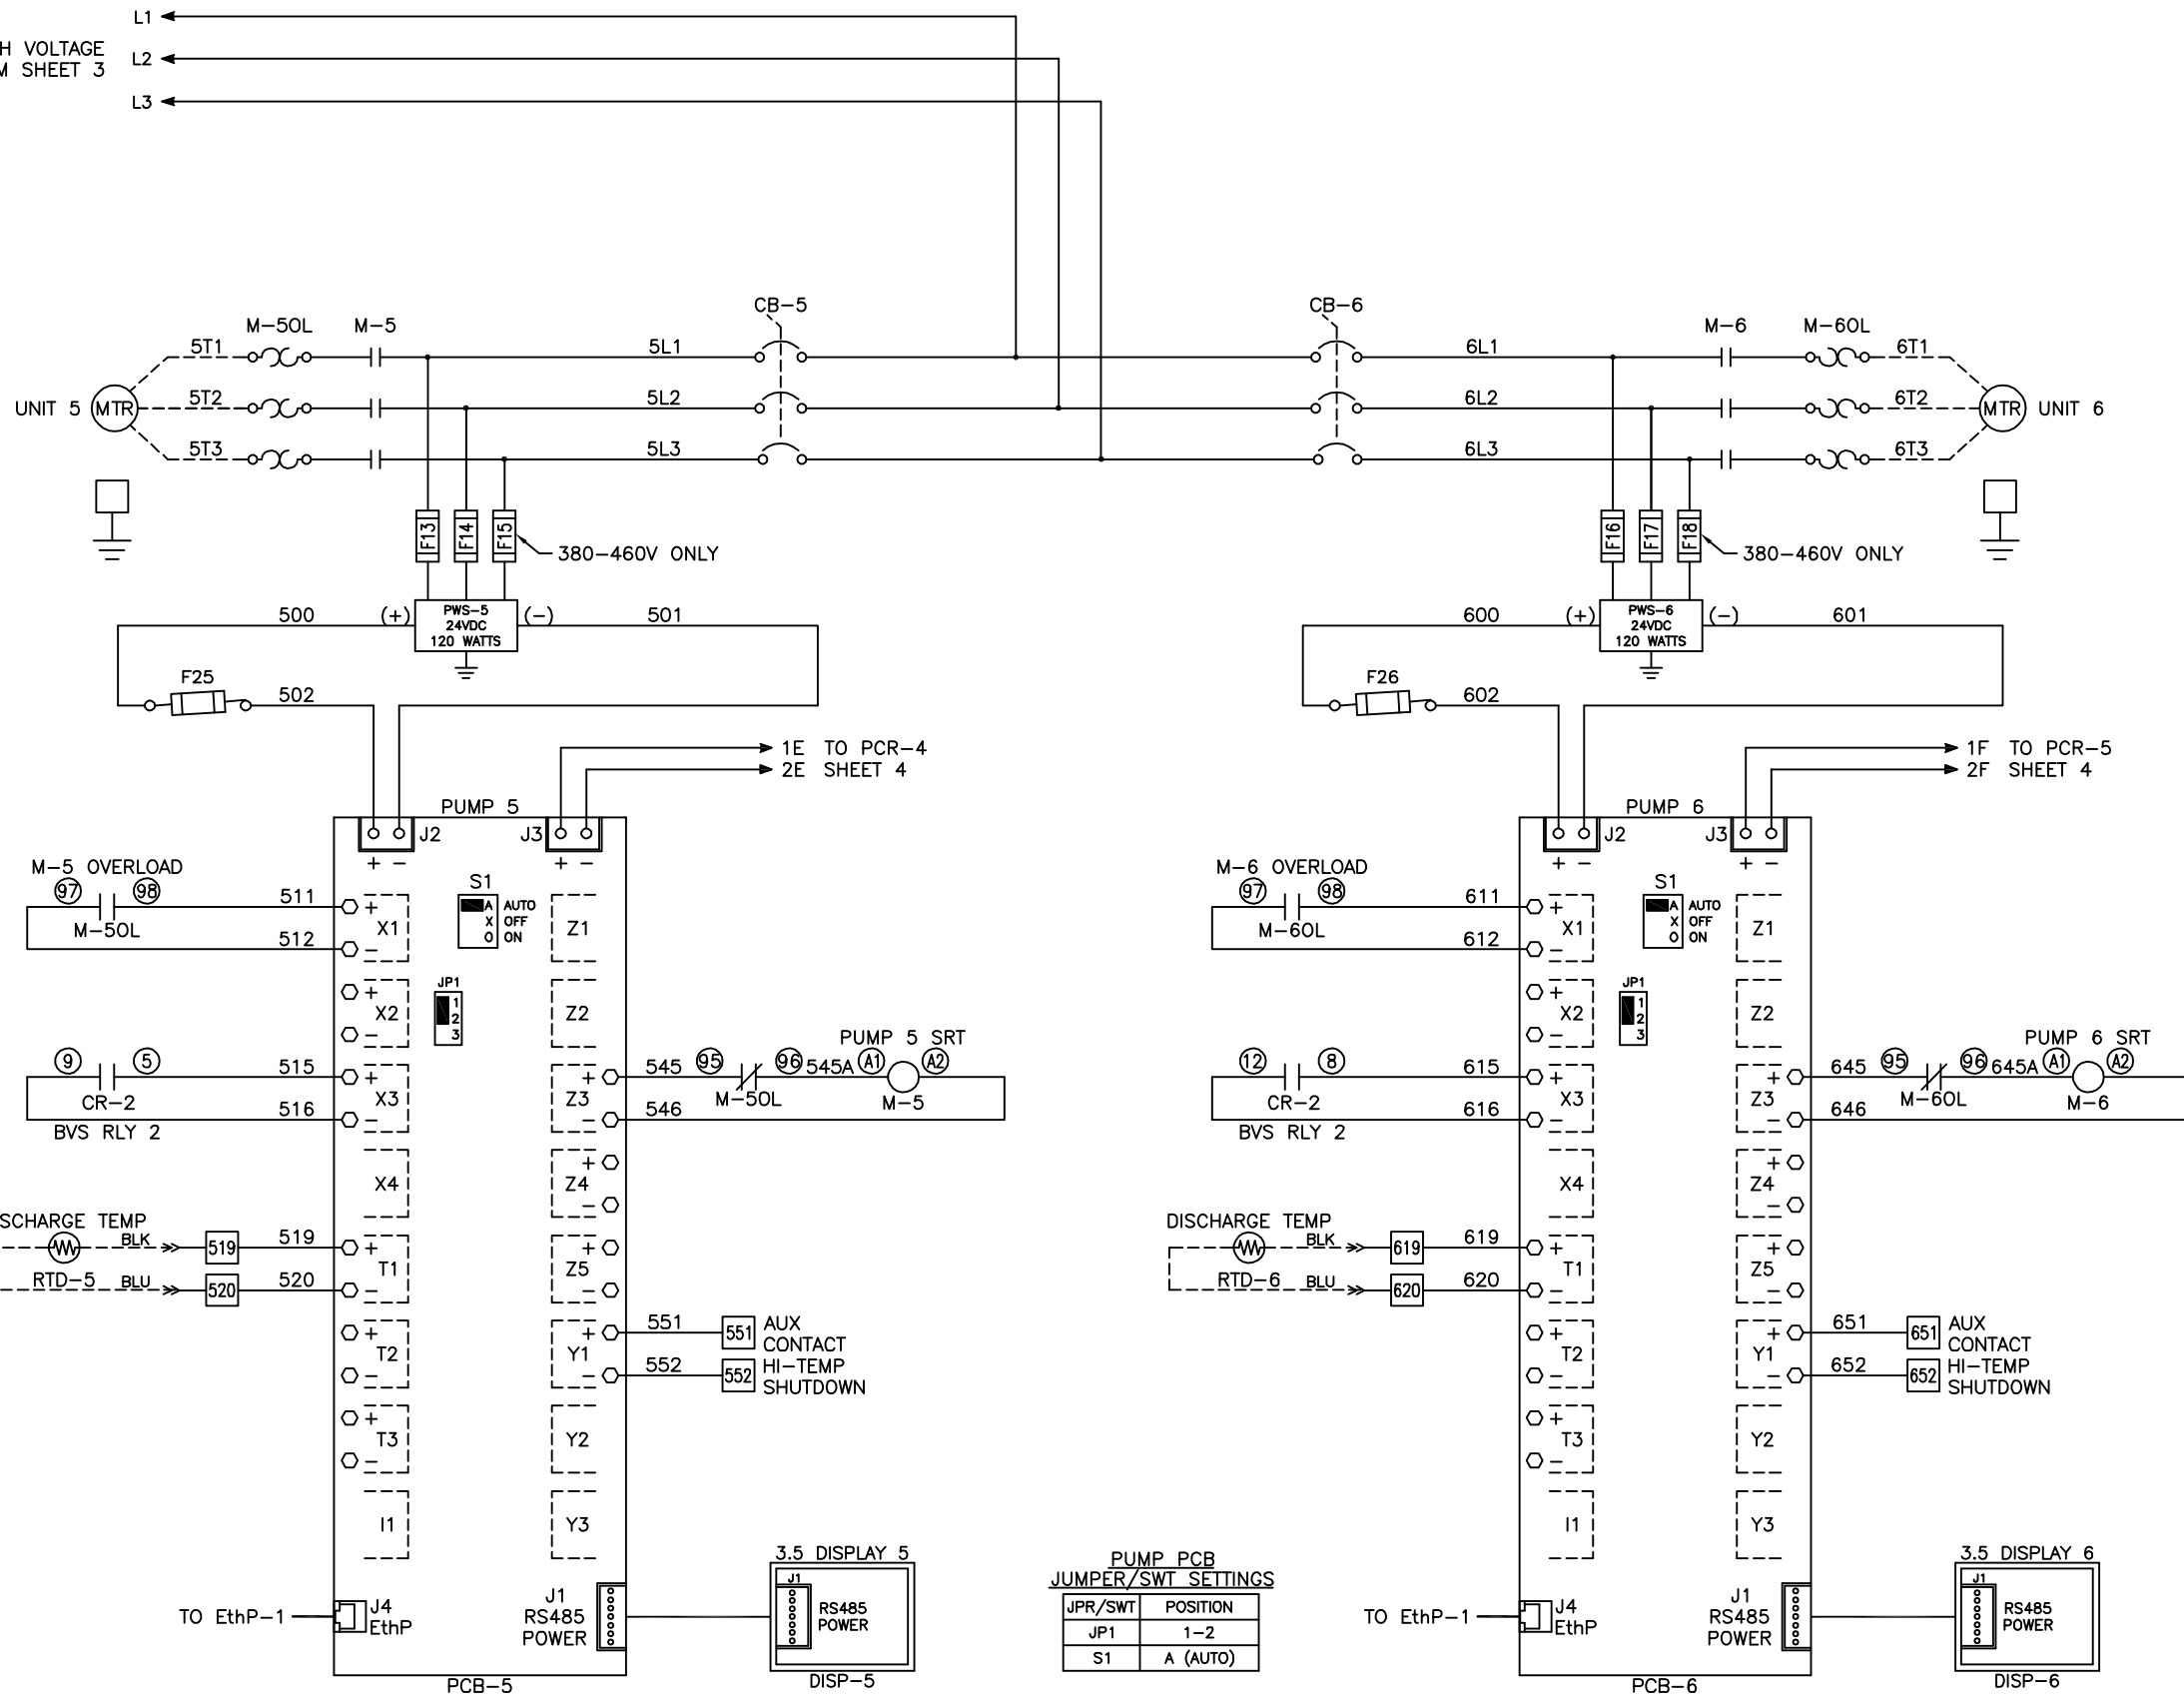 L1
H VOLTAGE
L2
M SHEET 3
L3
CB-5
CB-6
M-5OL
M-5
M-6
M-6OL
5T1
5L1
6L1
6T1
UNIT 5
MTR
5T2
5L2
6L2
6T2
MTR
UNIT 6
5T3
5L3
6L3
6T3
F13
F14
F15
380-460V ONLY
F16
F17
F18
380-460V ONLY
500
(+)
PWS-5
24VDC
120 WATTS
(-)
501
600
(+)
PWS-6
24VDC
120 WATTS
(-)
601
F25
502
F26
602
1E TO PCR-4
2E SHEET 4
1F TO PCR-5
2F SHEET 4
PUMP 5
J2
J3
+ -
+ -
M-5 OVERLOAD
97
98
511
M-5OL
512
+
X1
-
S1
A AUTO
X OFF
O ON
Z1
JP1
1
2
3
+
X2
-
Z2
9
5
515
CR-2
516
BVS RLY 2
+
X3
-
+
Z3
-
PUMP 5 SRT
545
95
96
545A
A1
A2
M-5OL
M-5
546
X4
+
Z4
-
SCHARGE TEMP
BLK
519
519
RTD-5
BLU
520
520
+
T1
-
+
Z5
-
+
T2
-
+
Y1
-
551
551
AUX
CONTACT
552
552
HI-TEMP
SHUTDOWN
+
T3
-
Y2
I1
Y3
TO EthP-1
J4
EthP
J1
RS485
POWER
3.5 DISPLAY 5
J1
RS485
POWER
DISP-5
PCB-5
PUMP PCB
JUMPER/SWT SETTINGS
JPR/SWT POSITION
JP1 1-2
S1 A (AUTO)
PUMP 6
J2
J3
+ -
+ -
M-6 OVERLOAD
97
98
611
M-6OL
612
+
X1
-
S1
A AUTO
X OFF
O ON
Z1
JP1
1
2
3
+
X2
-
Z2
12
8
615
CR-2
616
BVS RLY 2
+
X3
-
+
Z3
-
PUMP 6 SRT
645
95
96
645A
A1
A2
M-6OL
M-6
646
X4
+
Z4
-
DISCHARGE TEMP
BLK
619
619
RTD-6
BLU
620
620
+
T1
-
+
Z5
-
+
T2
-
+
Y1
-
651
651
AUX
CONTACT
652
652
HI-TEMP
SHUTDOWN
+
T3
-
Y2
I1
Y3
TO EthP-1
J4
EthP
J1
RS485
POWER
3.5 DISPLAY 6
J1
RS485
POWER
DISP-6
PCB-6